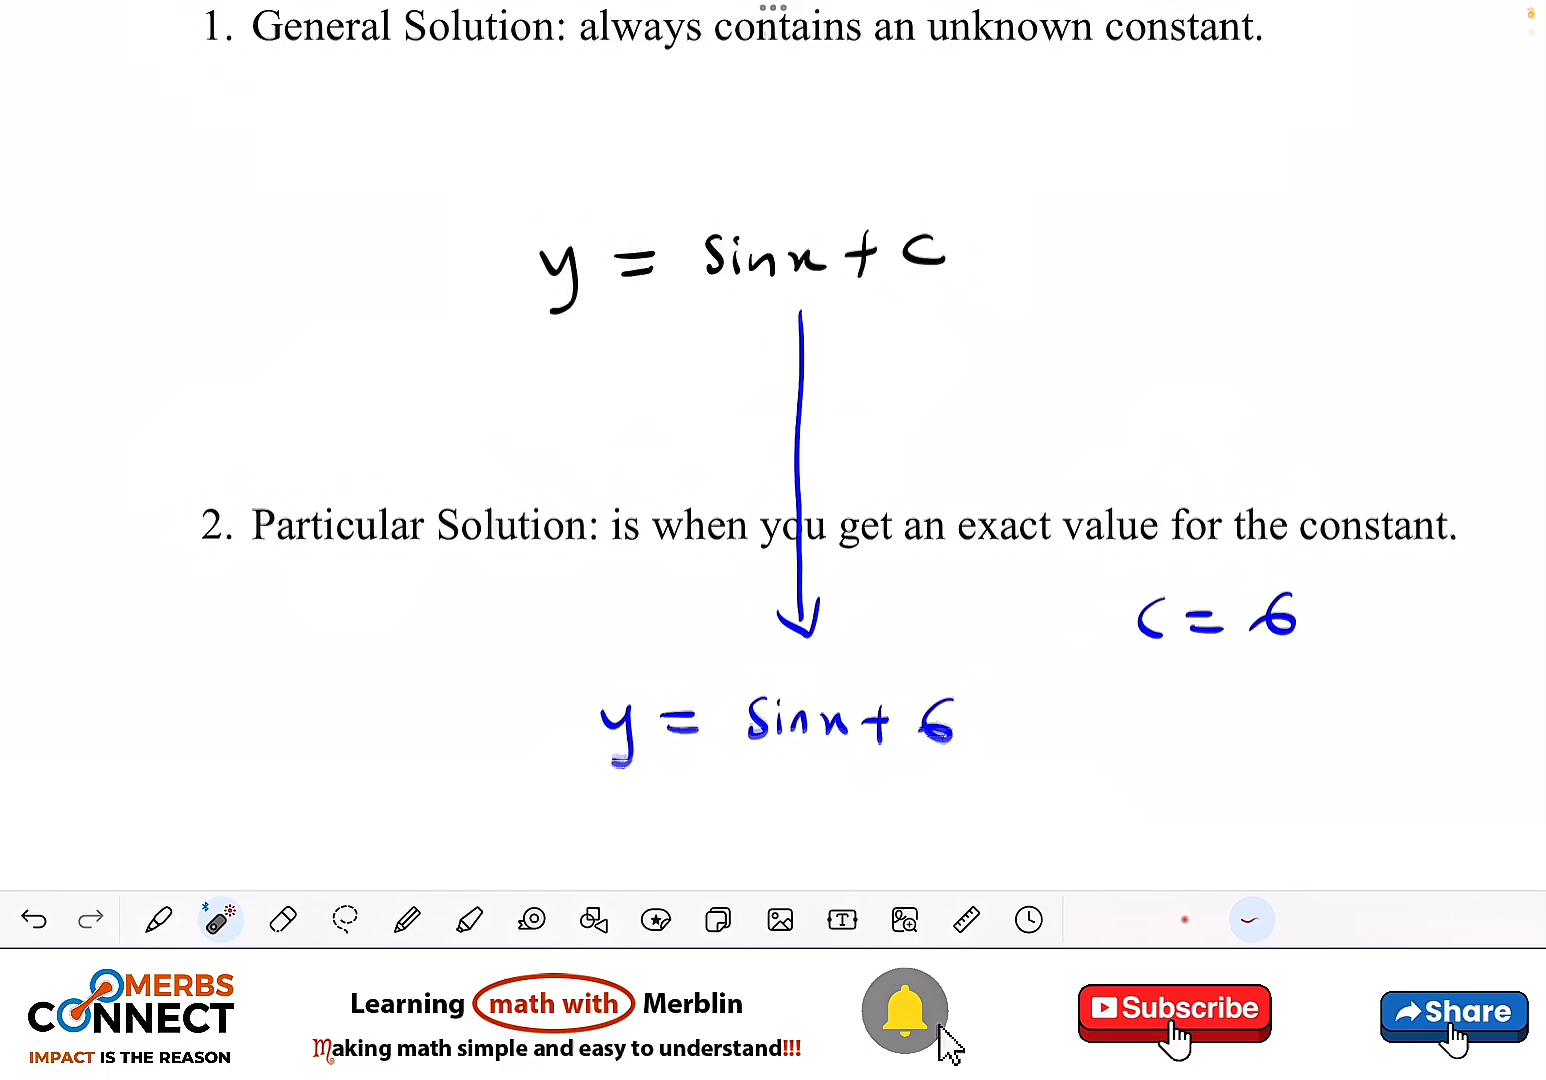 1. General Solution: always contains an unknown constant.
y = sinx + c
2. Particular Solution: is when you get an exact value for the constant.
c = 6
y = sinx + 6
MERBS
CONNECT
IMPACT IS THE REASON
Learning math with Merblin
Making math simple and easy to understand!!!
Subscribe
Share